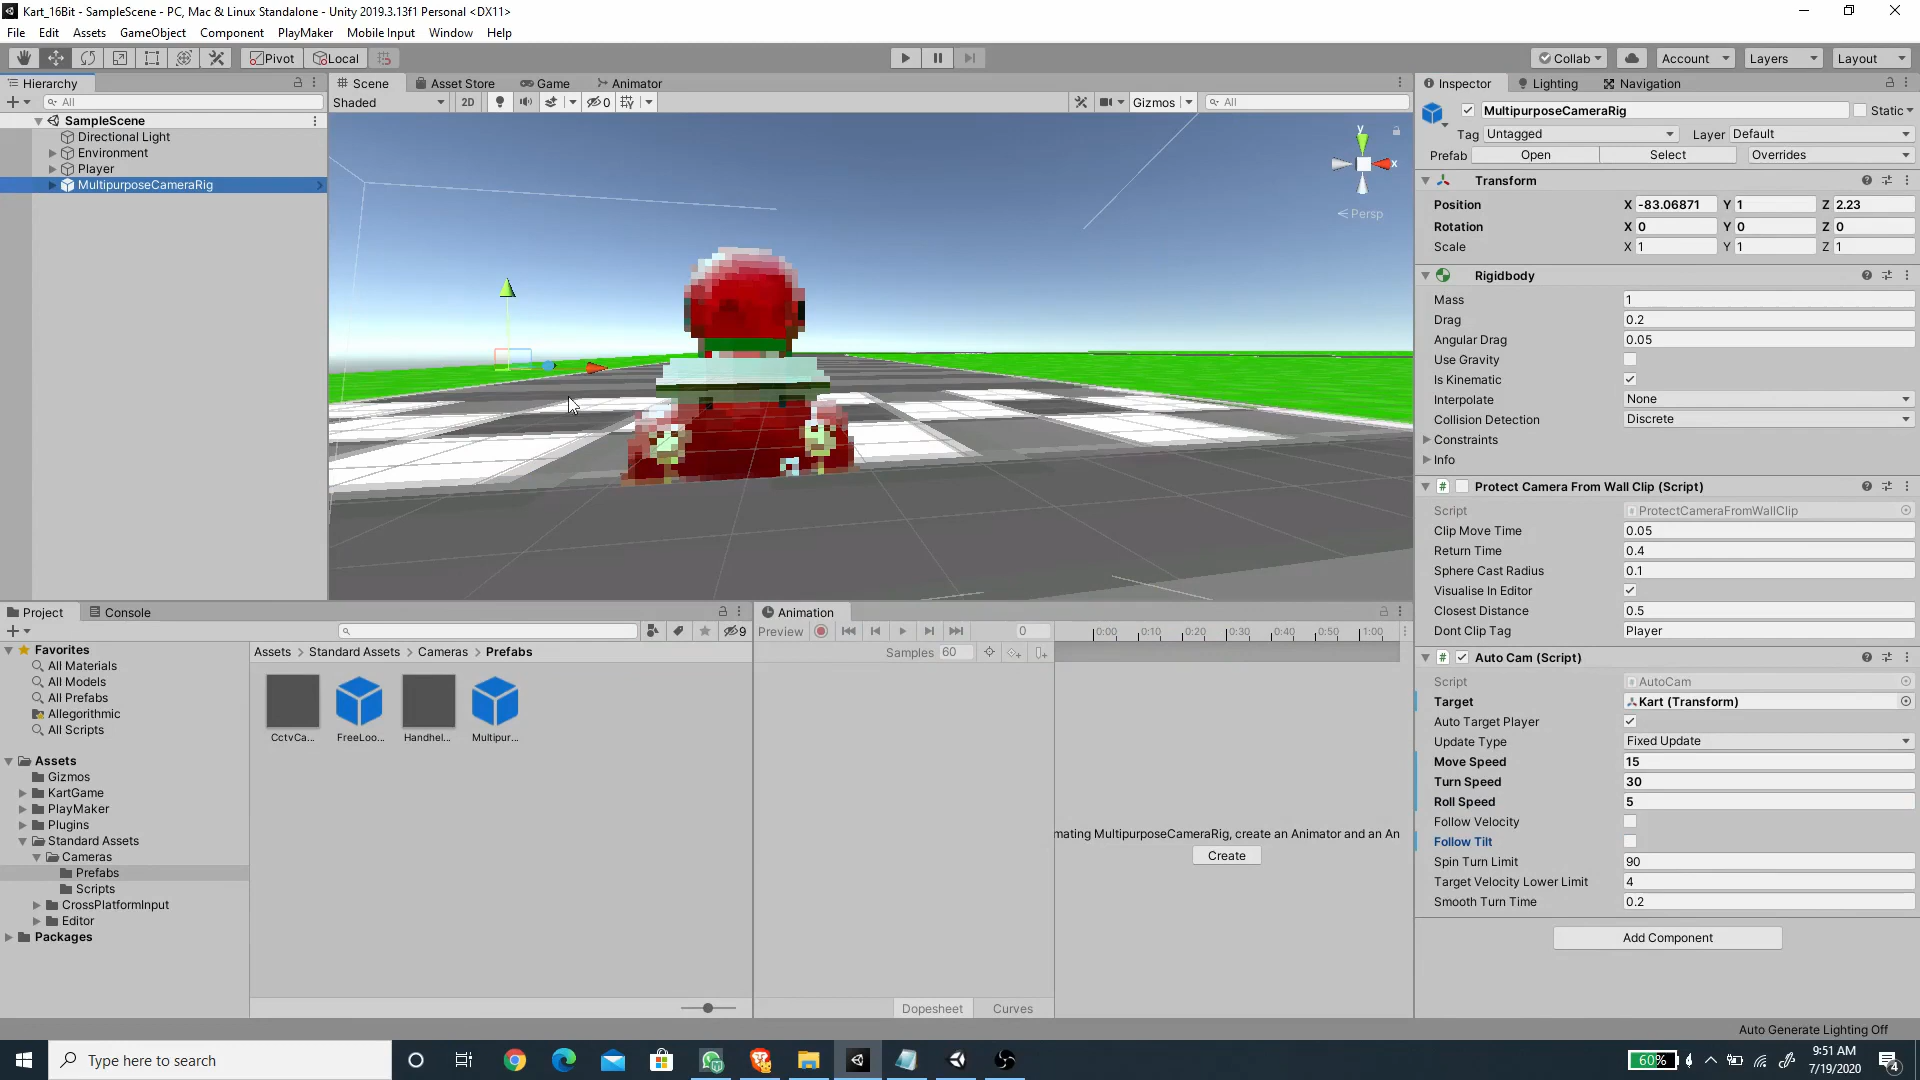 Kart_16Bit - SampleScene - PC, Mac & Linux Standalone - Unity 2019.3.13f1 Personal <DX11>
File Edit Assets GameObject Component PlayMaker Mobile Input Window Help
Pivot Local Collab Account Layers Layout
Hierarchy
All
SampleScene
Directional Light
Environment
Player
MultipurposeCameraRig
Scene Asset Store Game Animator
Shaded 2D 0 Gizmos All
y
x
Persp
Inspector Lighting Navigation
MultipurposeCameraRig Static
Tag Untagged Layer Default
Prefab Open Select Overrides
Transform
Position X -83.06871 Y 1 Z 2.23
Rotation X 0 Y 0 Z 0
Scale X 1 Y 1 Z 1
Rigidbody
Mass 1
Drag 0.2
Angular Drag 0.05
Use Gravity
Is Kinematic
Interpolate None
Collision Detection Discrete
Constraints
Info
# Protect Camera From Wall Clip (Script)
Script ProtectCameraFromWallClip
Clip Move Time 0.05
Return Time 0.4
Sphere Cast Radius 0.1
Visualise In Editor
Closest Distance 0.5
Dont Clip Tag Player
# Auto Cam (Script)
Script AutoCam
Target Kart (Transform)
Auto Target Player
Update Type Fixed Update
Move Speed 15
Turn Speed 30
Roll Speed 5
Follow Velocity
Follow Tilt
Spin Turn Limit 90
Target Velocity Lower Limit 4
Smooth Turn Time 0.2
Add Component
Project Console
9
Favorites
All Materials
All Models
All Prefabs
Allegorithmic
All Scripts
Assets
Gizmos
KartGame
PlayMaker
Plugins
Standard Assets
Cameras
Prefabs
Scripts
CrossPlatformInput
Editor
Packages
Assets > Standard Assets > Cameras > Prefabs
CctvCa... FreeLoo... Handhel... Multipur...
Animation
Preview 0 0:00 0:10 0:20 0:30 0:40 0:50 1:00
Samples 60
mating MultipurposeCameraRig, create an Animator and an An
Create
Dopesheet Curves
Auto Generate Lighting Off
Type here to search
60%
9:51 AM
7/19/2020
4